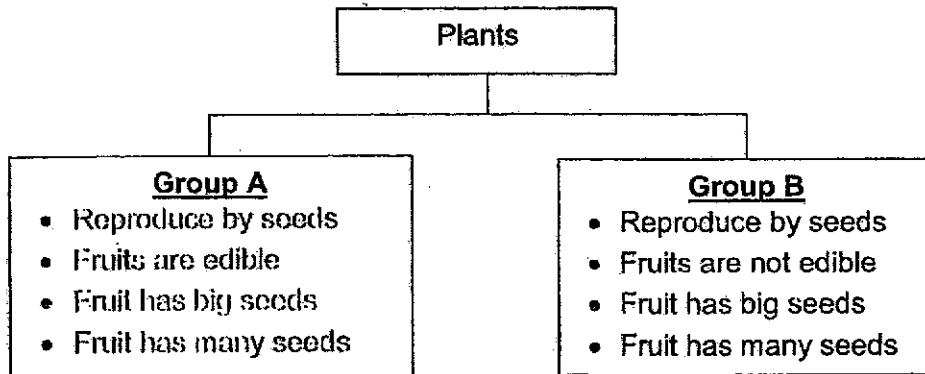 Plants
Group A
• Reproduce by seeds
• Fruits are edible
• Fruit has big seeds
• Fruit has many seeds
Group B
• Reproduce by seeds
• Fruits are not edible
• Fruit has big seeds
• Fruit has many seeds